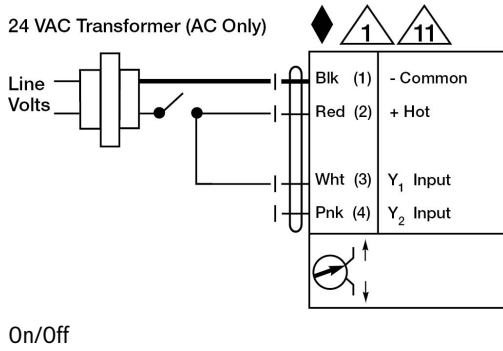 24 VAC Transformer (AC Only)
1
11
Line
Volts
Blk (1) - Common
Red (2) + Hot
Wht (3) Y1 Input
Pnk (4) Y2 Input
On/Off